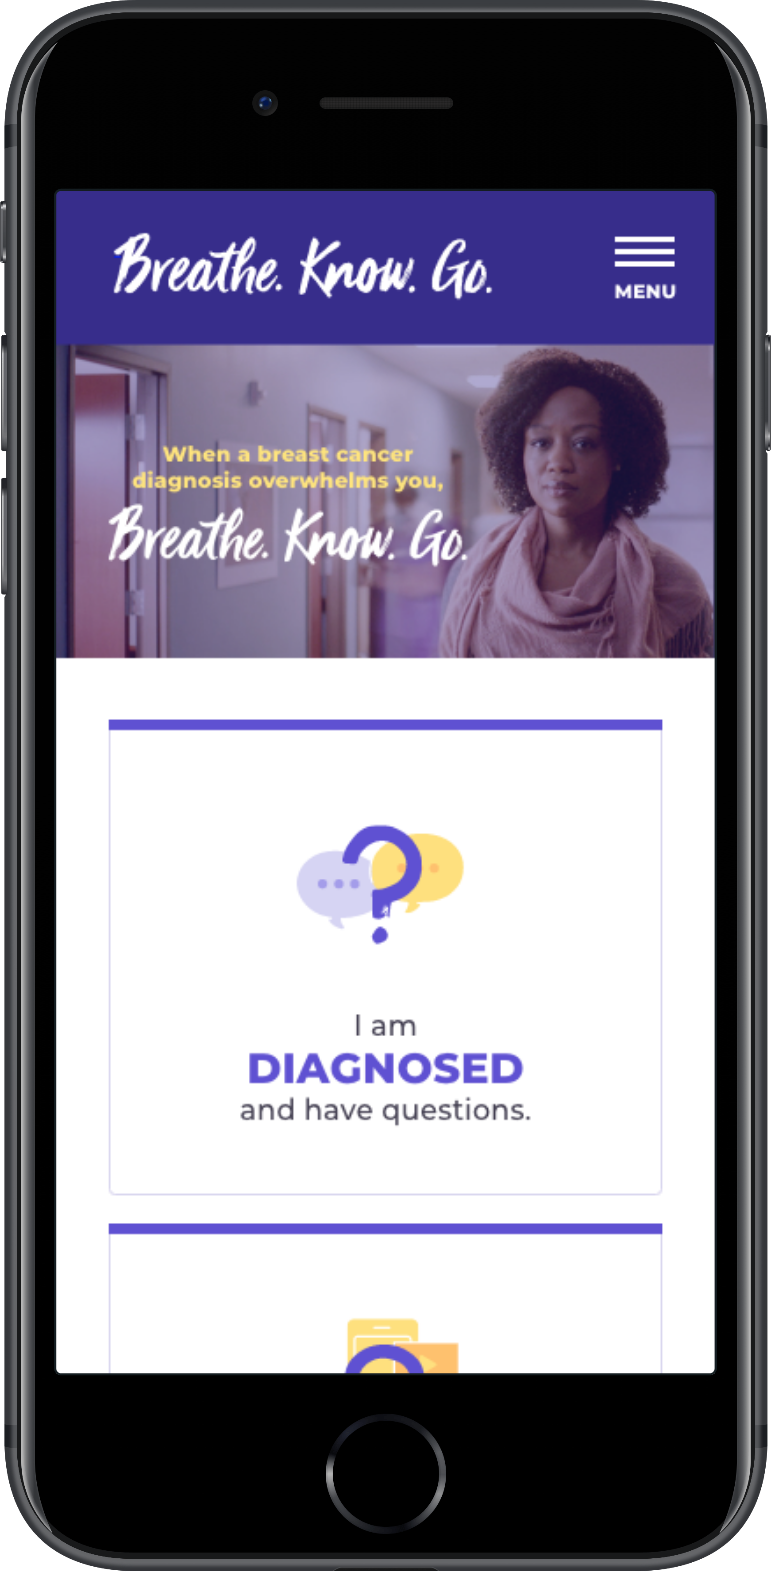 Breathe. Know. Go.
MENU
When a breast cancer
diagnosis overwhelms you,
Breathe. Know. Go.
I am
DIAGNOSED
and have questions.